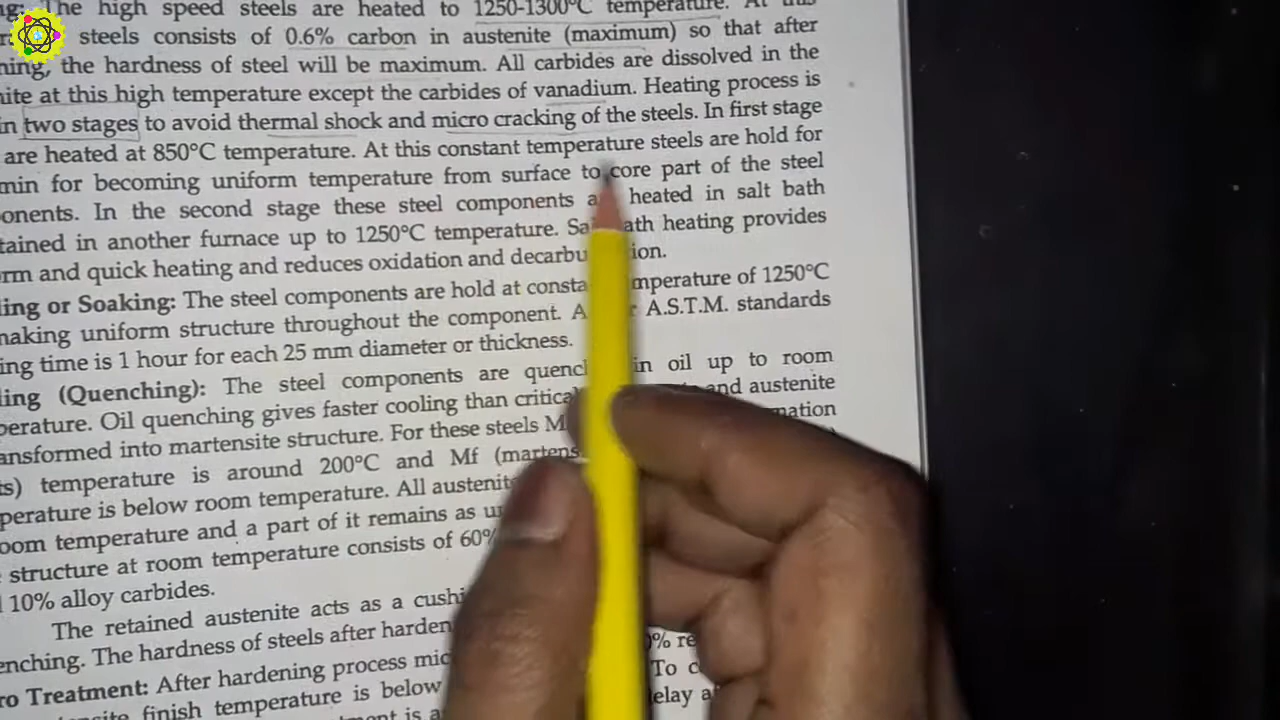 The high speed steels are heated to 1250-1300°C temperature. At this
steels consists of 0.6% carbon in austenite (maximum) so that after
the hardness of steel will be maximum. All carbides are dissolved in the
at this high temperature except the carbides of vanadium. Heating process is
in two stages to avoid thermal shock and micro cracking of the steels. In first stage
are heated at 850°C temperature. At this constant temperature steels are hold for
min for becoming uniform temperature from surface to core part of the steel
onents. In the second stage these steel components heated in salt bath
tained in another furnace up to 1250°C temperature. ath heating provides
rm and quick heating and reduces oxidation and decarbu ion.
ing or Soaking: The steel components are hold at consta mperature of 1250°C
making uniform structure throughout the component. A A.S.T.M. standards
ing time is 1 hour for each 25 mm diameter or thickness.
ling (Quenching): The steel components are quenc in oil up to room
perature. Oil quenching gives faster cooling than critica and austenite
ansformed into martensite structure. For these steels M mation
ts) temperature is around 200°C and Mf (martens
perature is below room temperature. All austenit
oom temperature and a part of it remains as u
structure at room temperature consists of 60%
10% alloy carbides.
The retained austenite acts as a cushi
enching. The hardness of steels after harden 0% re
ro Treatment: After hardening process mic To c
finish temperature is below elay a